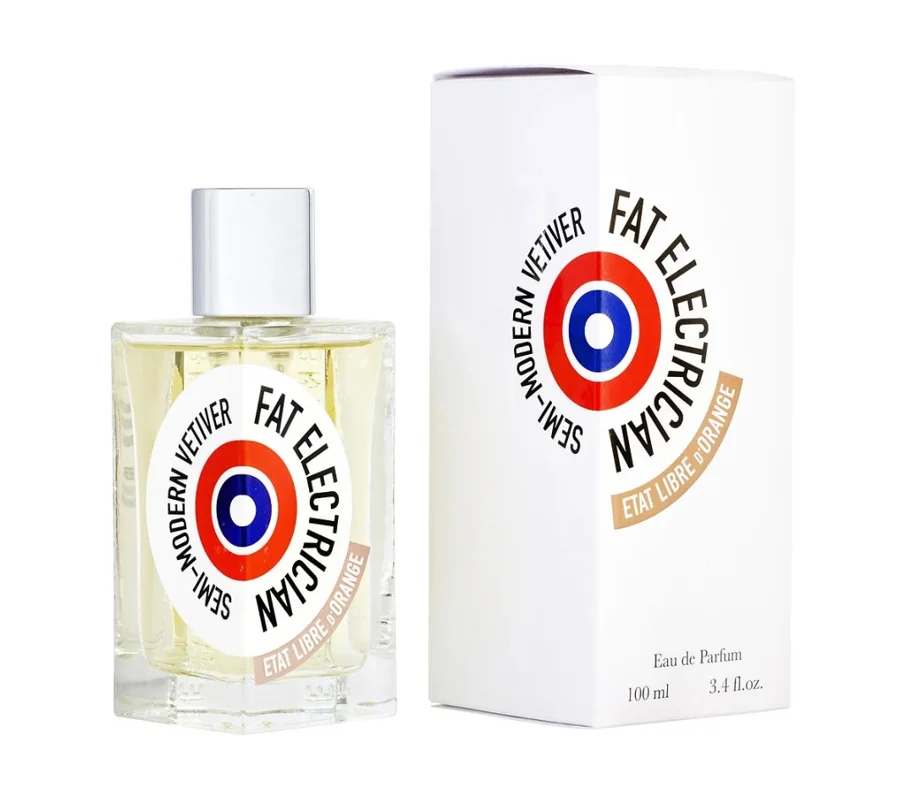 SEMI-MODERN VETIVER
FAT ELECTRICIAN
ETAT LIBRE D'ORANGE
SEMI-MODERN VETIVER
FAT ELECTRICIAN
ETAT LIBRE D'ORANGE
Eau de Parfum
100 ml 3.4 fl.oz.